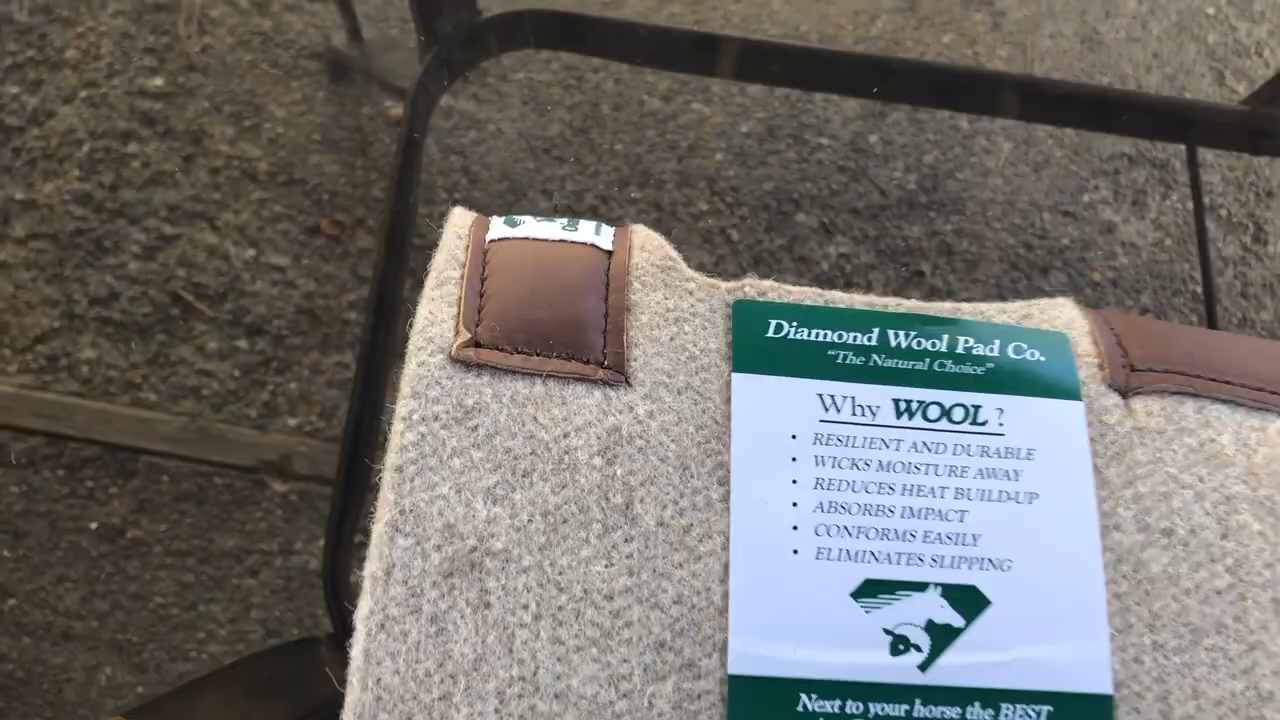 Diamond Wool Pad Co.
"The Natural Choice"
Why WOOL ?
• RESILIENT AND DURABLE
• WICKS MOISTURE AWAY
• REDUCES HEAT BUILD-UP
• ABSORBS IMPACT
• CONFORMS EASILY
• ELIMINATES SLIPPING
Next to your horse the BEST